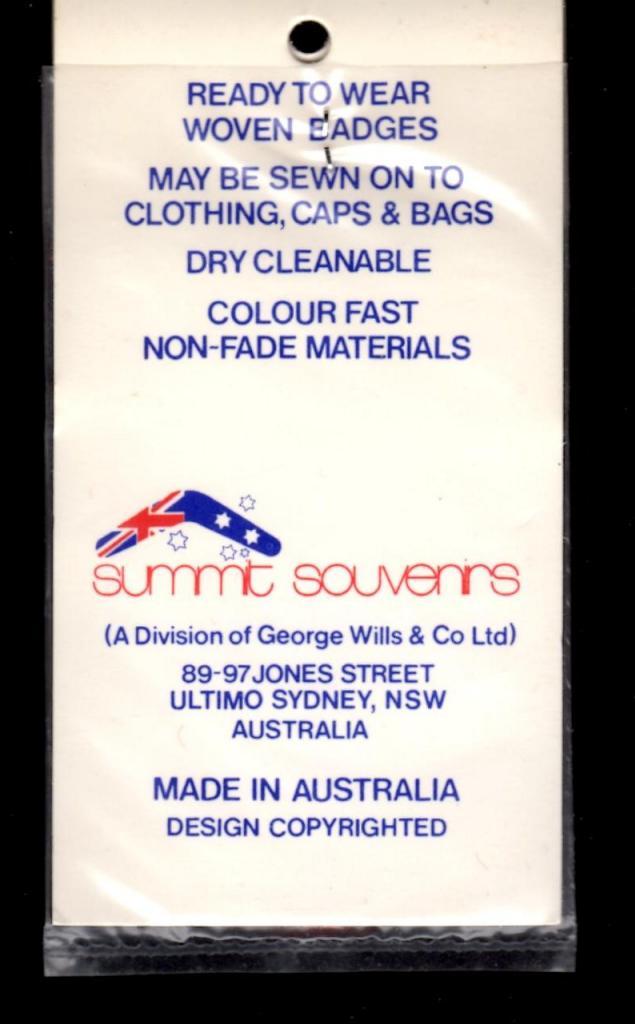 READY TO WEAR
WOVEN BADGES
MAY BE SEWN ON TO
CLOTHING, CAPS & BAGS
DRY CLEANABLE
COLOUR FAST
NON-FADE MATERIALS
summit souvenirs
(A Division of George Wills & Co Ltd)
89-97 JONES STREET
ULTIMO SYDNEY, NSW
AUSTRALIA
MADE IN AUSTRALIA
DESIGN COPYRIGHTED